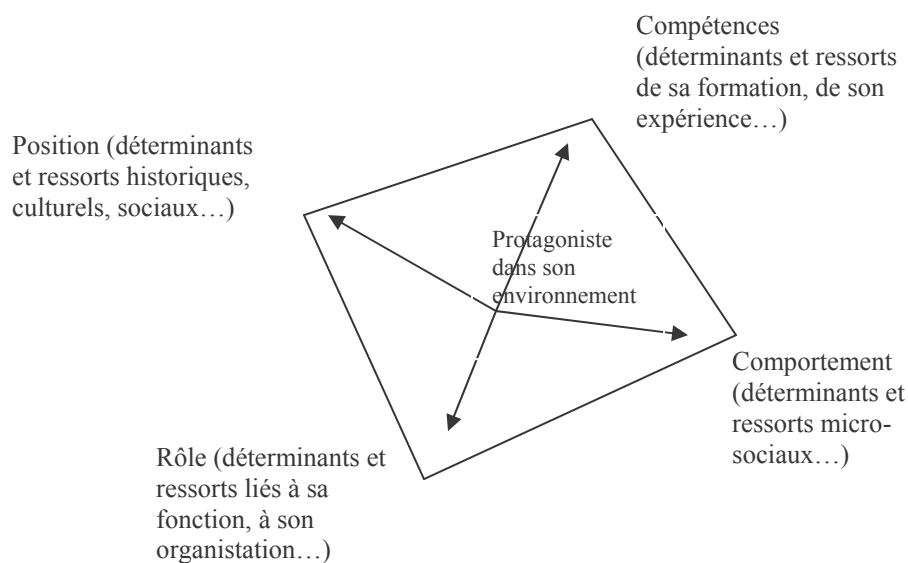 Compétences
(déterminants et ressorts
de sa formation, de son
expérience…)
Position (déterminants
et ressorts historiques,
culturels, sociaux…)
Protagoniste
dans son
environnement
Comportement
(déterminants et
ressorts micro-
sociaux…)
Rôle (déterminants et
ressorts liés à sa
fonction, à son
organistation…)